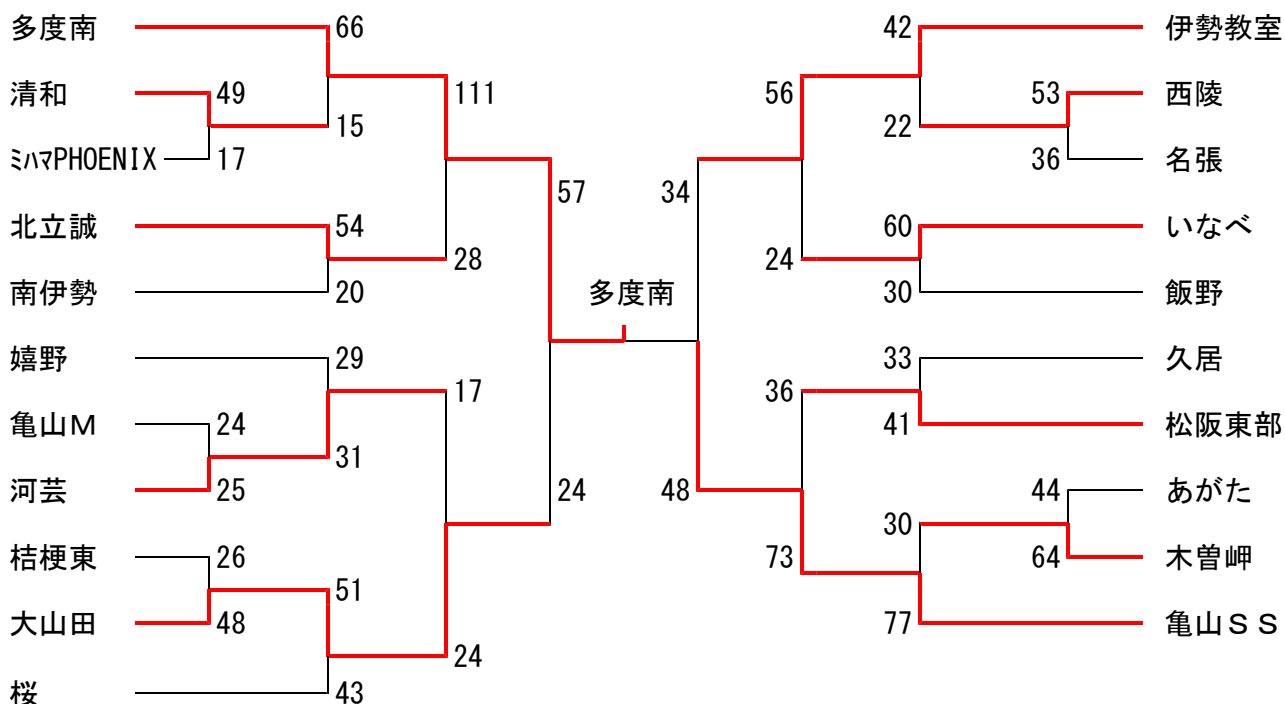 多度南 66 42 伊勢教室
清和 49 111 56 53 西陵
15 22
ﾐﾊﾏPHOENIX 17 36 名張
57 34
北立誠 54 60 いなべ
28 24
南伊勢 20 多度南 30 飯野
嬉野 29 33 久居
17 36
亀山M 24 41 松阪東部
31
河芸 25 24 48 44 あがた
30
桔梗東 26 73 64 木曽岬
51
大山田 48 77 亀山SS
24
桜 43